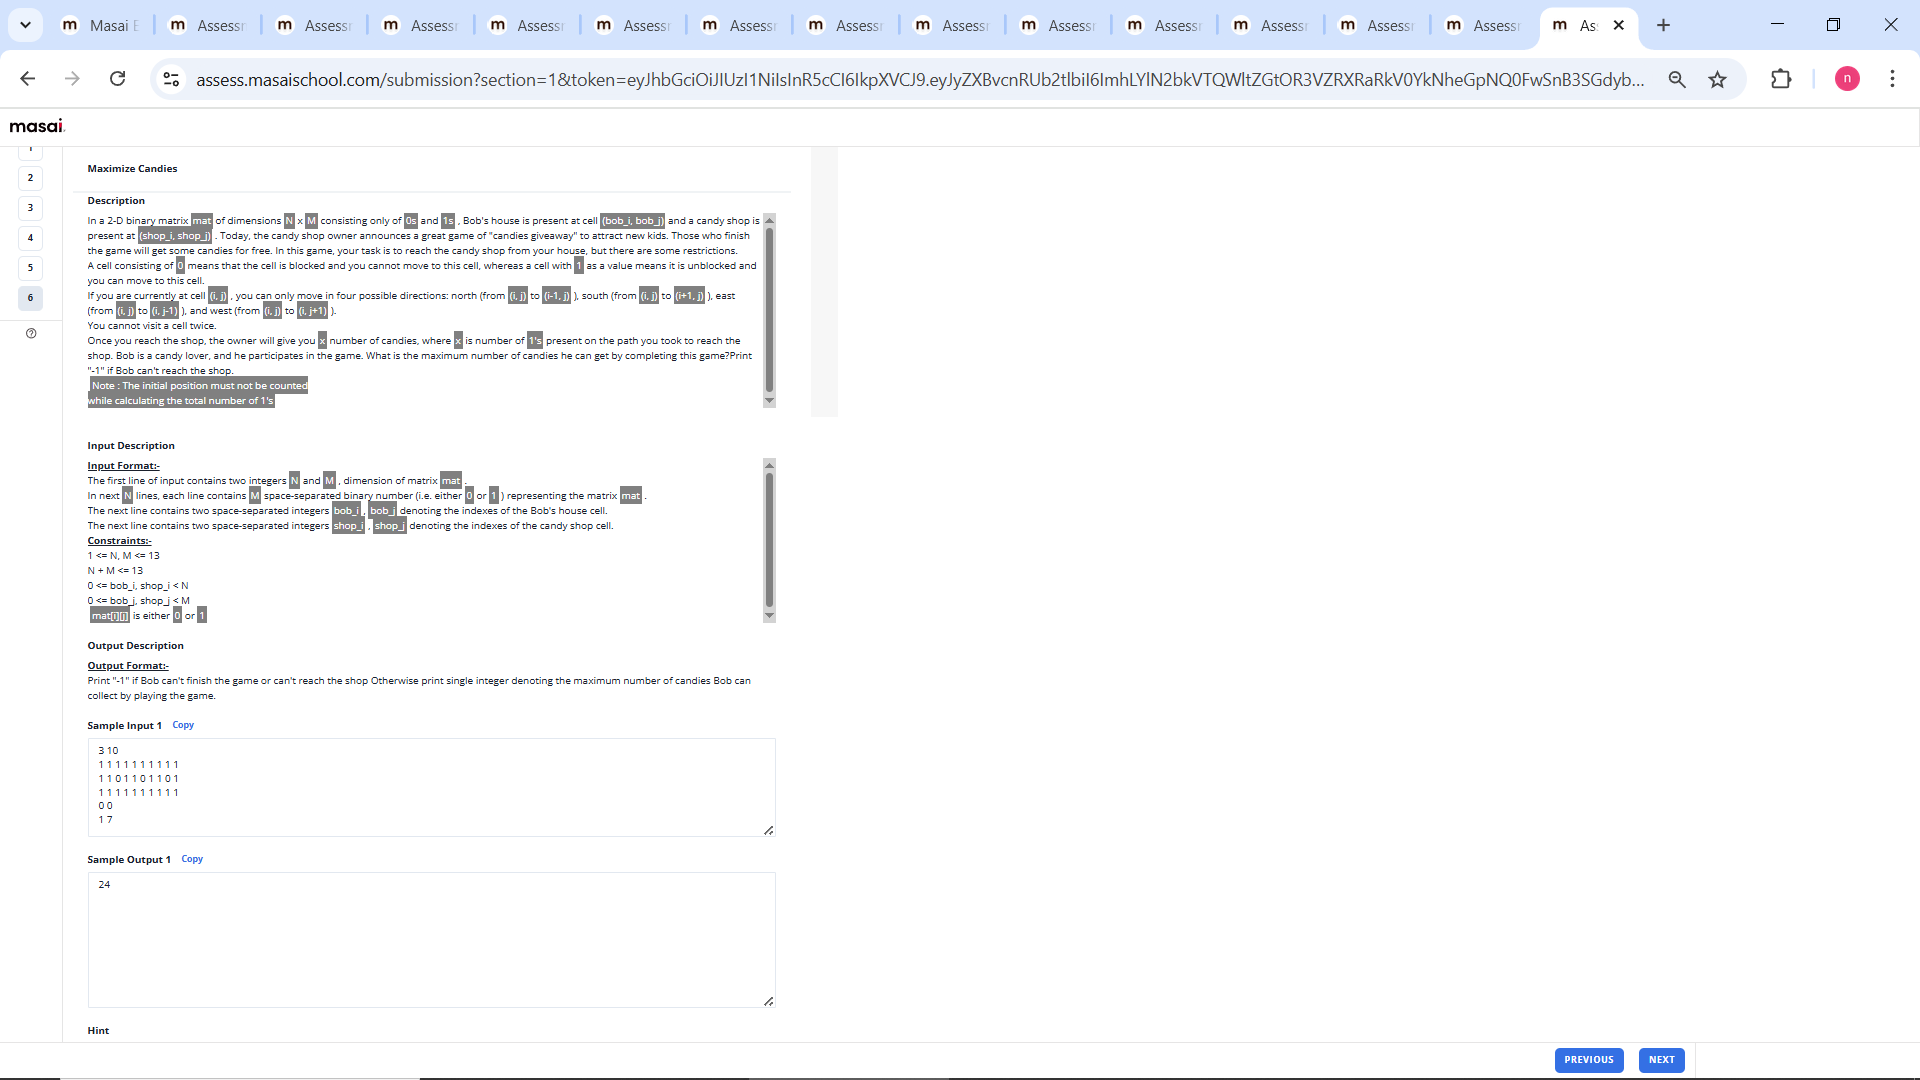 Masai E
Assessm
Assessm
Assessm
Assessm
Assessm
Assessm
Assessm
Assessm
Assessm
Assessm
Assessm
Assessm
Assessm
As
assess.masaischool.com/submission?section=1&token=eyJhbGciOiJIUzI1NiIsInR5cCI6IkpXVCJ9.eyJyZXBvcnRUb2tlbiI6ImhLYlN2bkVTQWltZGtOR3VZRXRaRkV0YkNheGpNQ0FwSnB3SGdyb...
n
masai.
1
2
3
4
5
6
Maximize Candies
Description
In a 2-D binary matrix mat of dimensions N x M consisting only of 0s and 1s , Bob's house is present at cell (bob_i, bob_j) and a candy shop is
present at (shop_i, shop_j) . Today, the candy shop owner announces a great game of "candies giveaway" to attract new kids. Those who finish
the game will get some candies for free. In this game, your task is to reach the candy shop from your house, but there are some restrictions.
A cell consisting of 0 means that the cell is blocked and you cannot move to this cell, whereas a cell with 1 as a value means it is unblocked and
you can move to this cell.
If you are currently at cell (i, j) , you can only move in four possible directions: north (from (i, j) to (i-1, j) ), south (from (i, j) to (i+1, j) ), east
(from (i, j) to (i, j-1) ), and west (from (i, j) to (i, j+1) ).
You cannot visit a cell twice.
Once you reach the shop, the owner will give you x number of candies, where x is number of 1's present on the path you took to reach the
shop. Bob is a candy lover, and he participates in the game. What is the maximum number of candies he can get by completing this game?Print
"-1" if Bob can't reach the shop.
Note : The initial position must not be counted
while calculating the total number of 1's
Input Description
Input Format:-
The first line of input contains two integers N and M , dimension of matrix mat .
In next N lines, each line contains M space-separated binary number (i.e. either 0 or 1 ) representing the matrix mat .
The next line contains two space-separated integers bob_i , bob_j denoting the indexes of the Bob's house cell.
The next line contains two space-separated integers shop_i , shop_j denoting the indexes of the candy shop cell.
Constraints:-
1 <= N, M <= 13
N + M <= 13
0 <= bob_i, shop_i < N
0 <= bob_j, shop_j < M
mat[i][j] is either 0 or 1
Output Description
Output Format:-
Print "-1" if Bob can't finish the game or can't reach the shop Otherwise print single integer denoting the maximum number of candies Bob can
collect by playing the game.
Sample Input 1 Copy
3 10
1 1 1 1 1 1 1 1 1 1
1 1 0 1 1 0 1 1 0 1
1 1 1 1 1 1 1 1 1 1
0 0
1 7
Sample Output 1 Copy
24
Hint
PREVIOUS NEXT